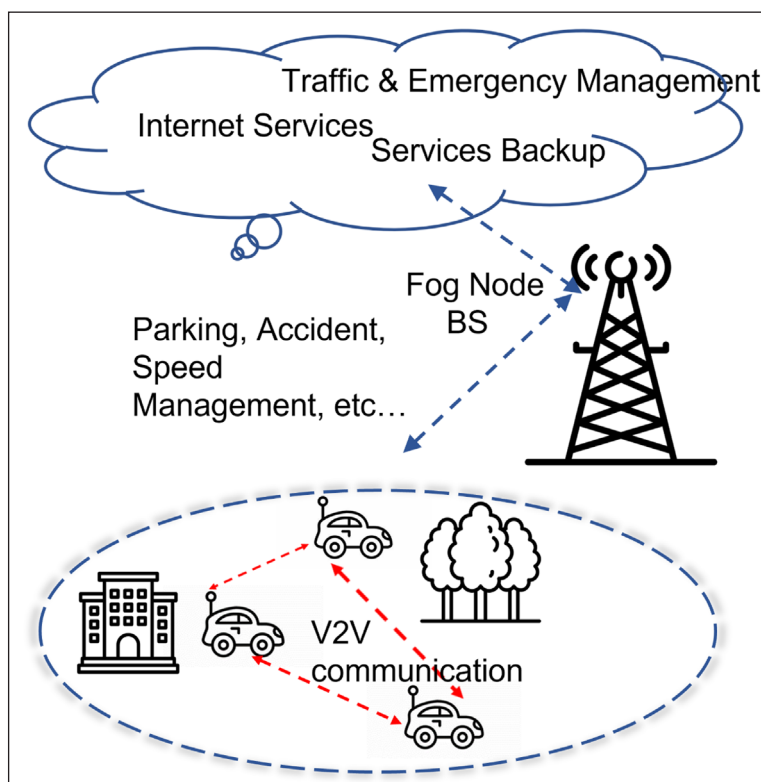 Traffic & Emergency Management
Internet Services
Services Backup
Fog Node
BS
Parking, Accident,
Speed
Management, etc…
V2V
communication